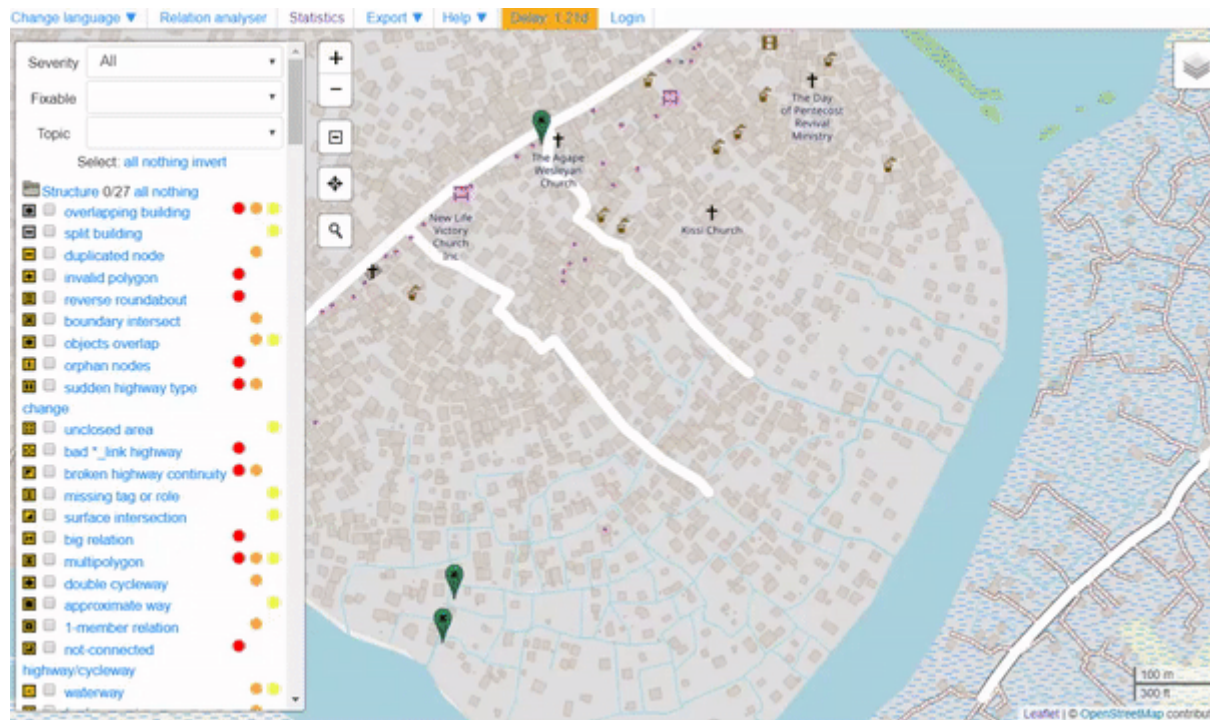 Change language ▼ Relation analyser Statistics Export ▼ Help ▼ Delay: 1.21d Login
Severity All
Fixable
Topic
Select: all nothing invert
Structure 0/27 all nothing
overlapping building
split building
duplicated node
invalid polygon
reverse roundabout
boundary intersect
objects overlap
orphan nodes
sudden highway type
change
unclosed area
bad *_link highway
broken highway continuity
missing tag or role
surface intersection
big relation
multipolygon
double cycleway
approximate way
1-member relation
not-connected
highway/cycleway
waterway
+
−
The Day
of Pentecost
Revival
Ministry
The Agape
Wesleyan
Church
New Life
Victory
Church
Inc
Kissi Church
100 m
300 ft
Leaflet | © OpenStreetMap contribut